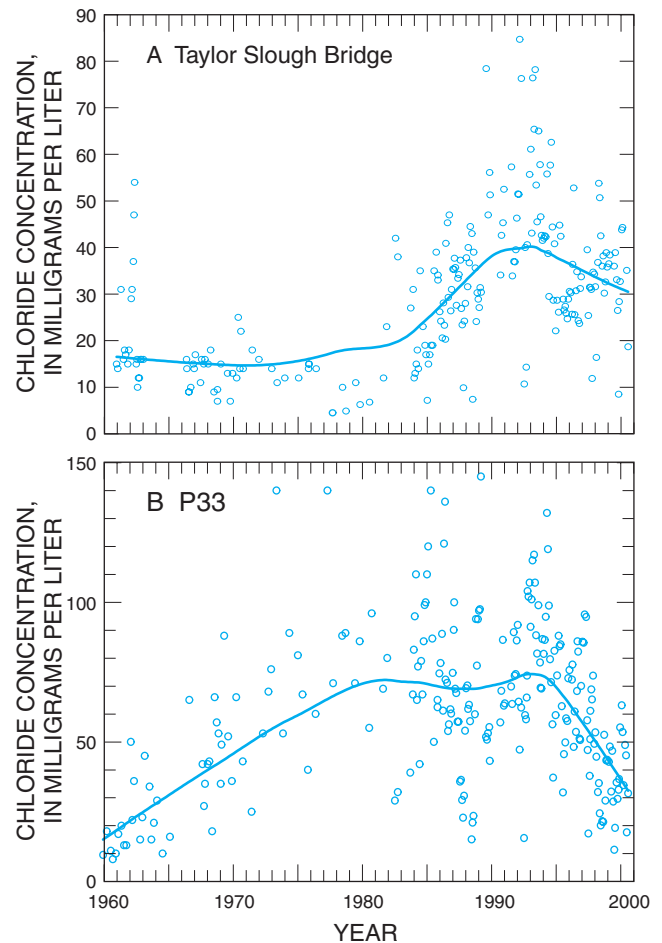 A Taylor Slough Bridge
CHLORIDE CONCENTRATION,
IN MILLIGRAMS PER LITER
90
80
70
60
50
40
30
20
10
0
B P33
CHLORIDE CONCENTRATION,
IN MILLIGRAMS PER LITER
150
100
50
0
1960 1970 1980 1990 2000
YEAR